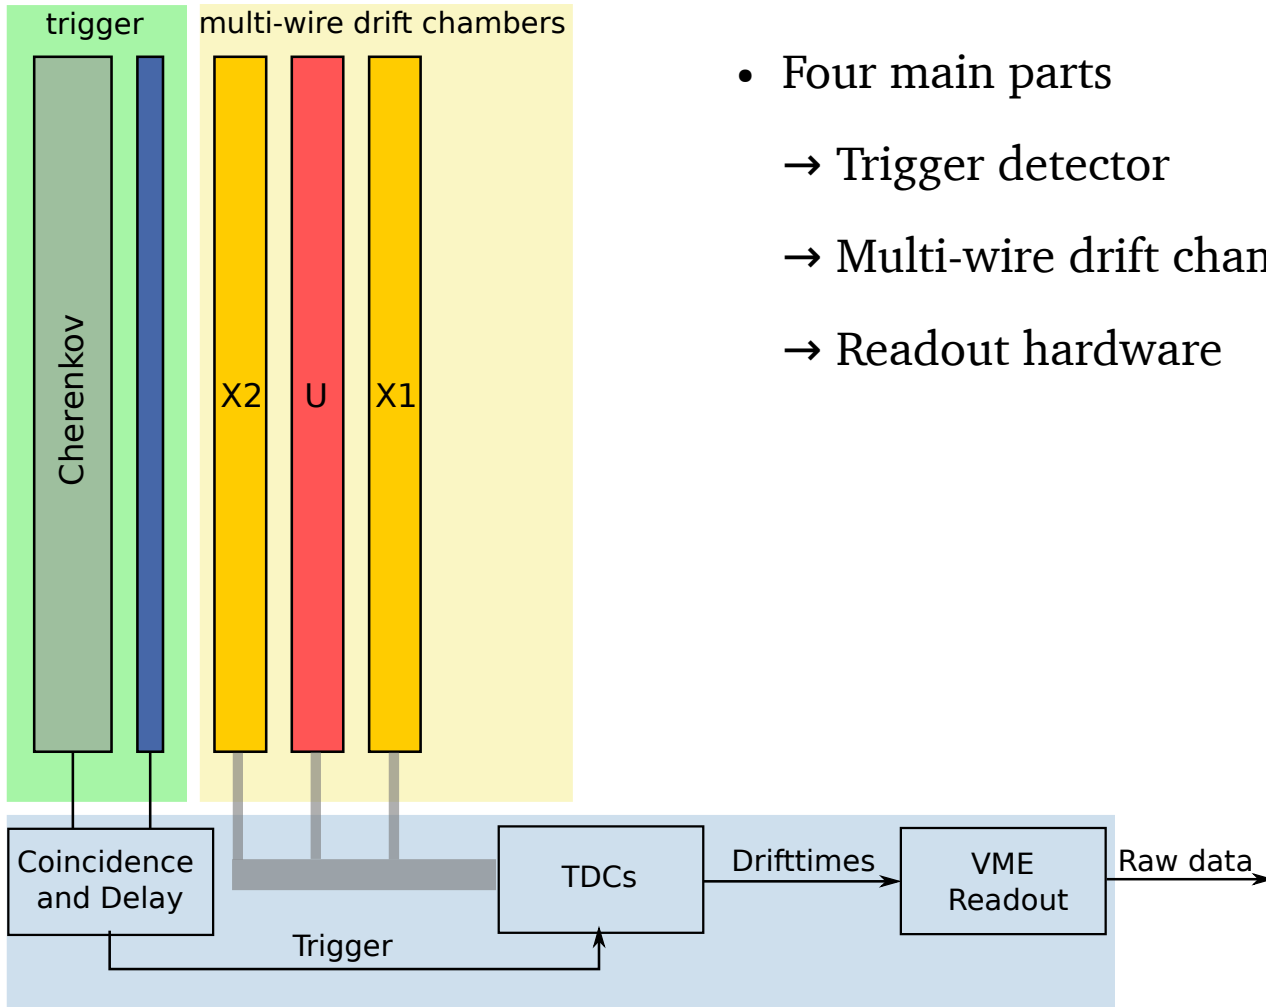 trigger
multi-wire drift chambers
Cherenkov
X2
U
X1
Coincidence
and Delay
TDCs
Drifttimes
VME
Readout
Raw data
Trigger
• Four main parts
→ Trigger detector
→ Multi-wire drift chan
→ Readout hardware